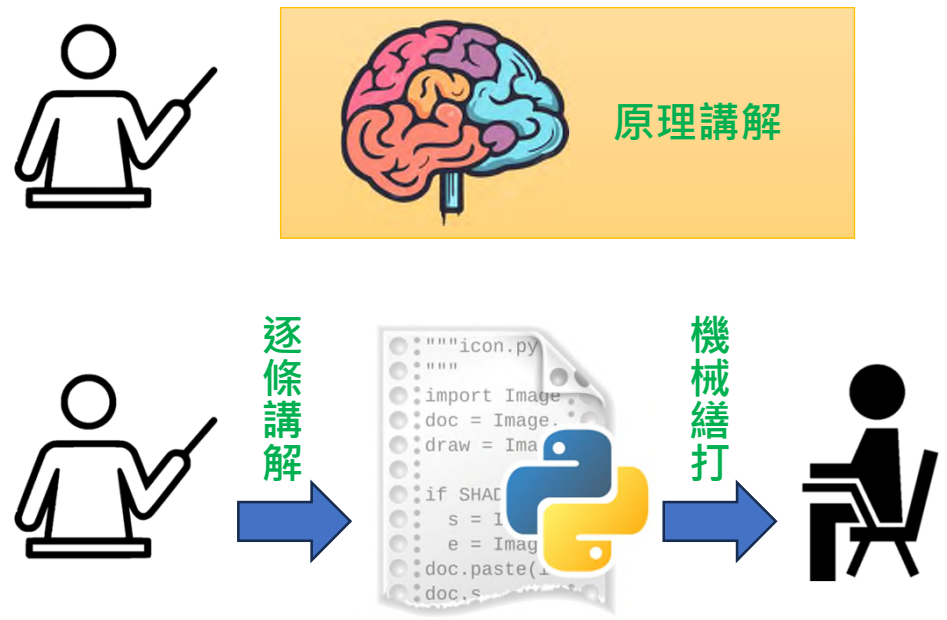 原理講解
逐條講解
機械繕打
"""icon.py
"""
import Image
doc = Image.
draw = Ima
if SHAD
s = I
e = Imag
doc.paste(i
doc.s